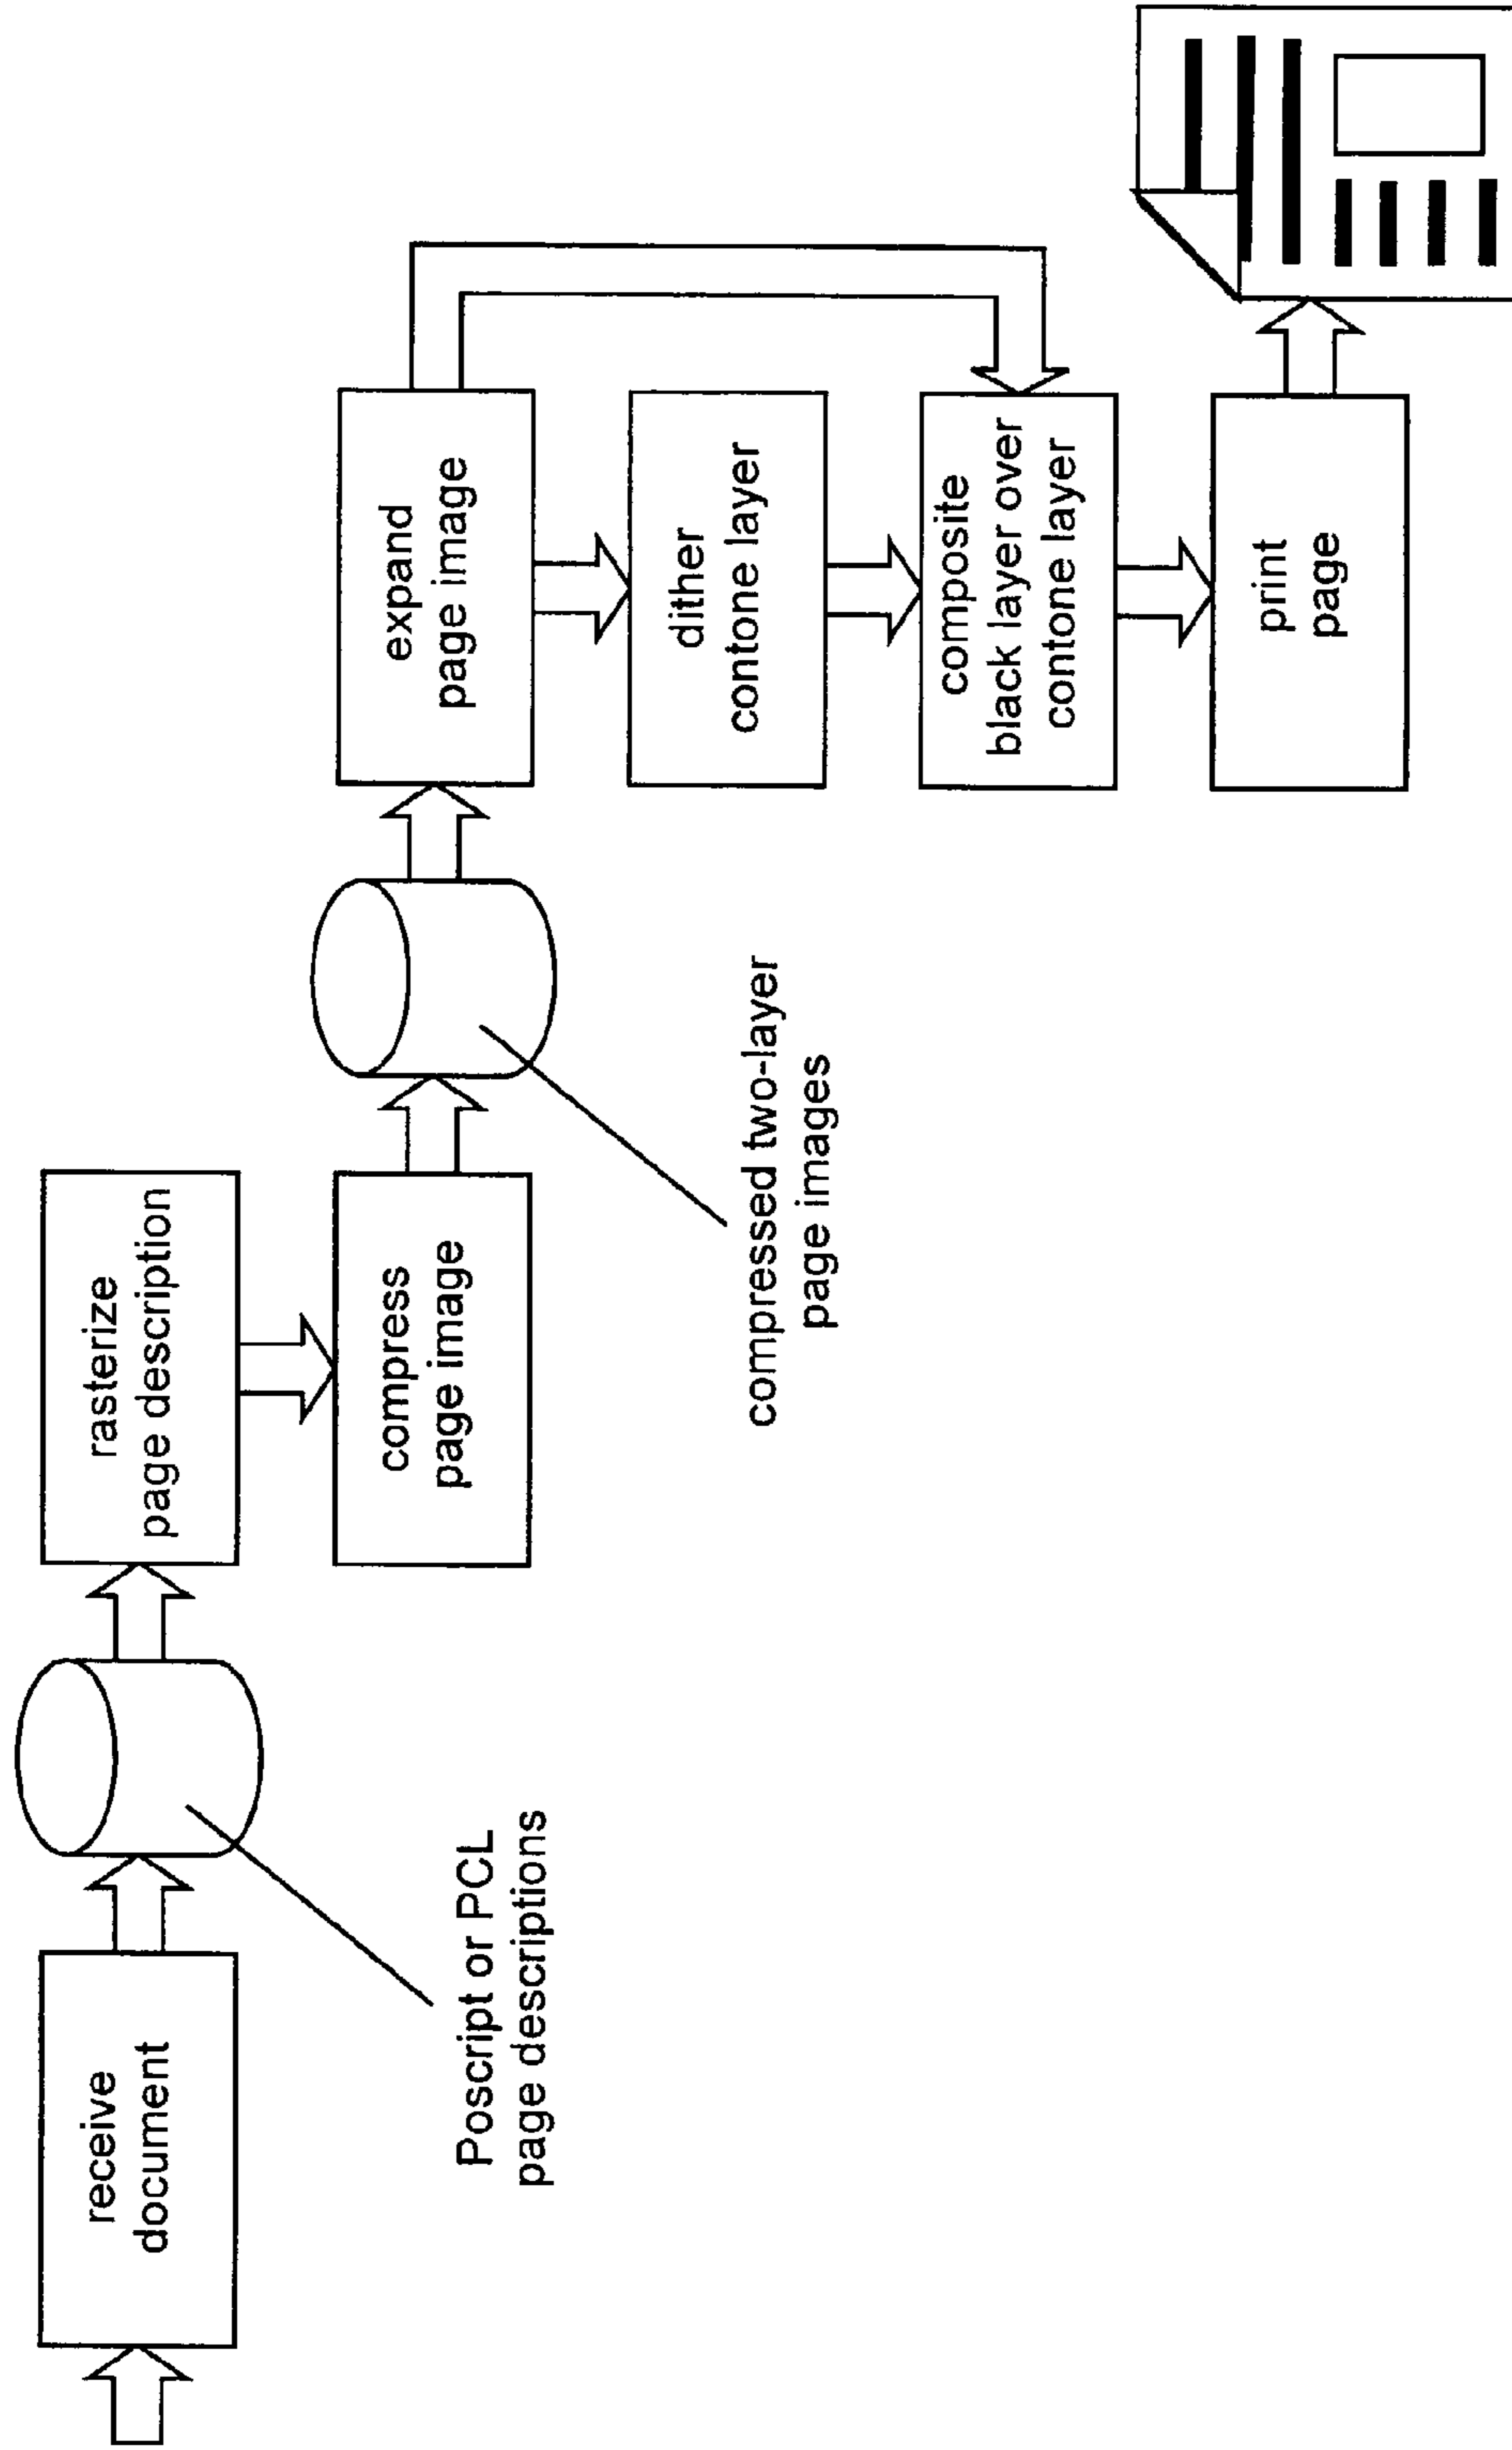 receive
document
Poscript or PCL
page descriptions
rasterize
page description
compress
page image
compressed two-layer
page images
expand
page image
dither
contone layer
composite
black layer over
contone layer
print
page